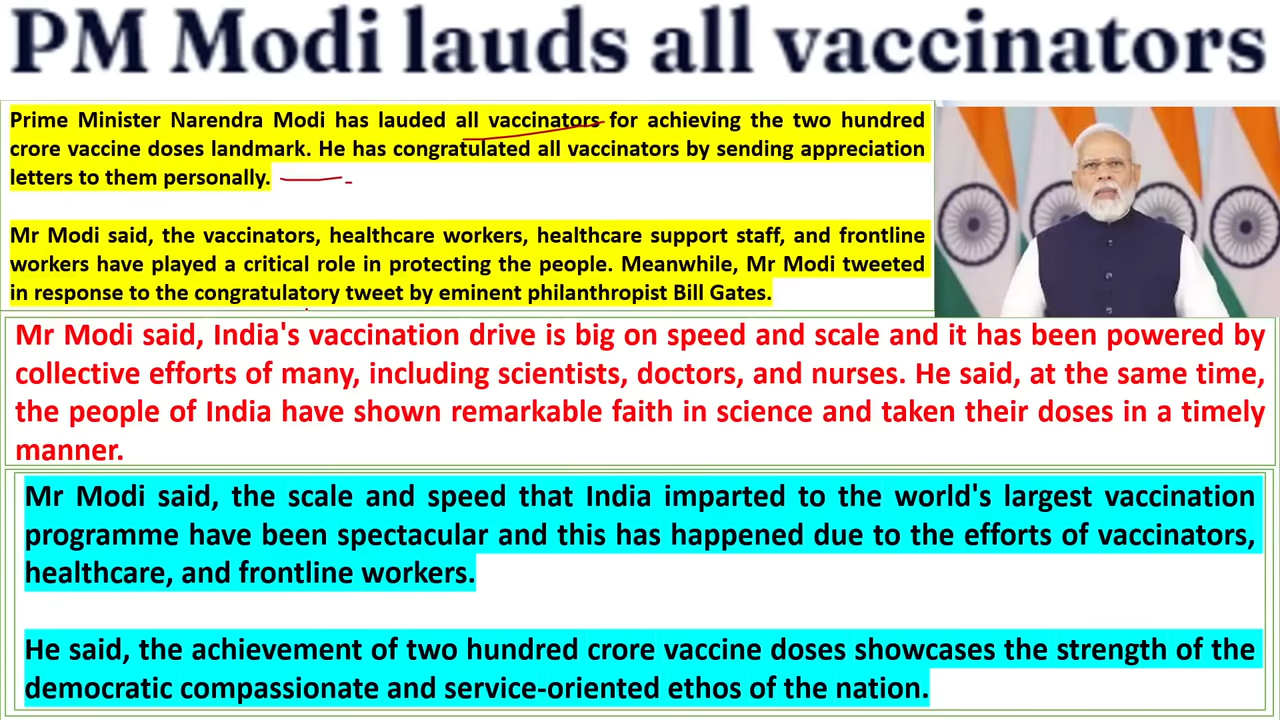 PM Modi lauds all vaccinators
Prime Minister Narendra Modi has lauded all vaccinators for achieving the two hundred
crore vaccine doses landmark. He has congratulated all vaccinators by sending appreciation
letters to them personally.
Mr Modi said, the vaccinators, healthcare workers, healthcare support staff, and frontline
workers have played a critical role in protecting the people. Meanwhile, Mr Modi tweeted
in response to the congratulatory tweet by eminent philanthropist Bill Gates.
Mr Modi said, India's vaccination drive is big on speed and scale and it has been powered by
collective efforts of many, including scientists, doctors, and nurses. He said, at the same time,
the people of India have shown remarkable faith in science and taken their doses in a timely
manner.
Mr Modi said, the scale and speed that India imparted to the world's largest vaccination
programme have been spectacular and this has happened due to the efforts of vaccinators,
healthcare, and frontline workers.
He said, the achievement of two hundred crore vaccine doses showcases the strength of the
democratic compassionate and service-oriented ethos of the nation.